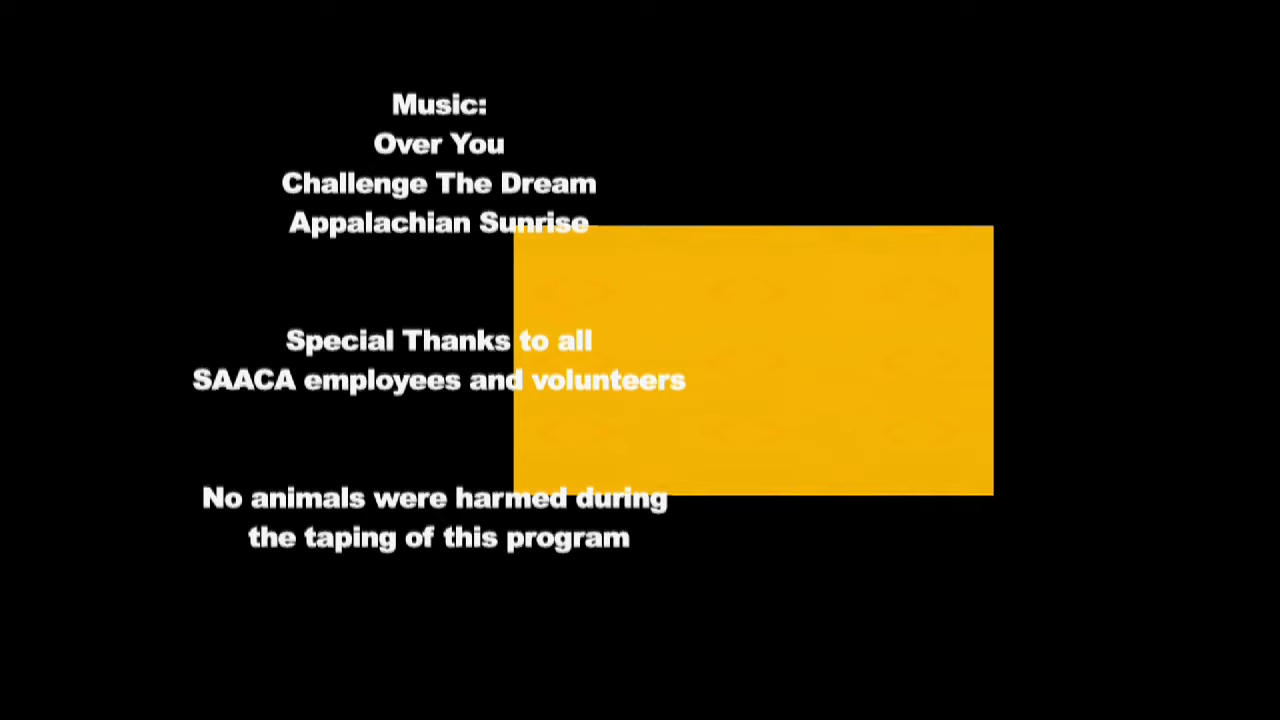 Music:
Over You
Challenge The Dream
Appalachian Sunrise
Special Thanks to all
SAACA employees and volunteers
No animals were harmed during
the taping of this program